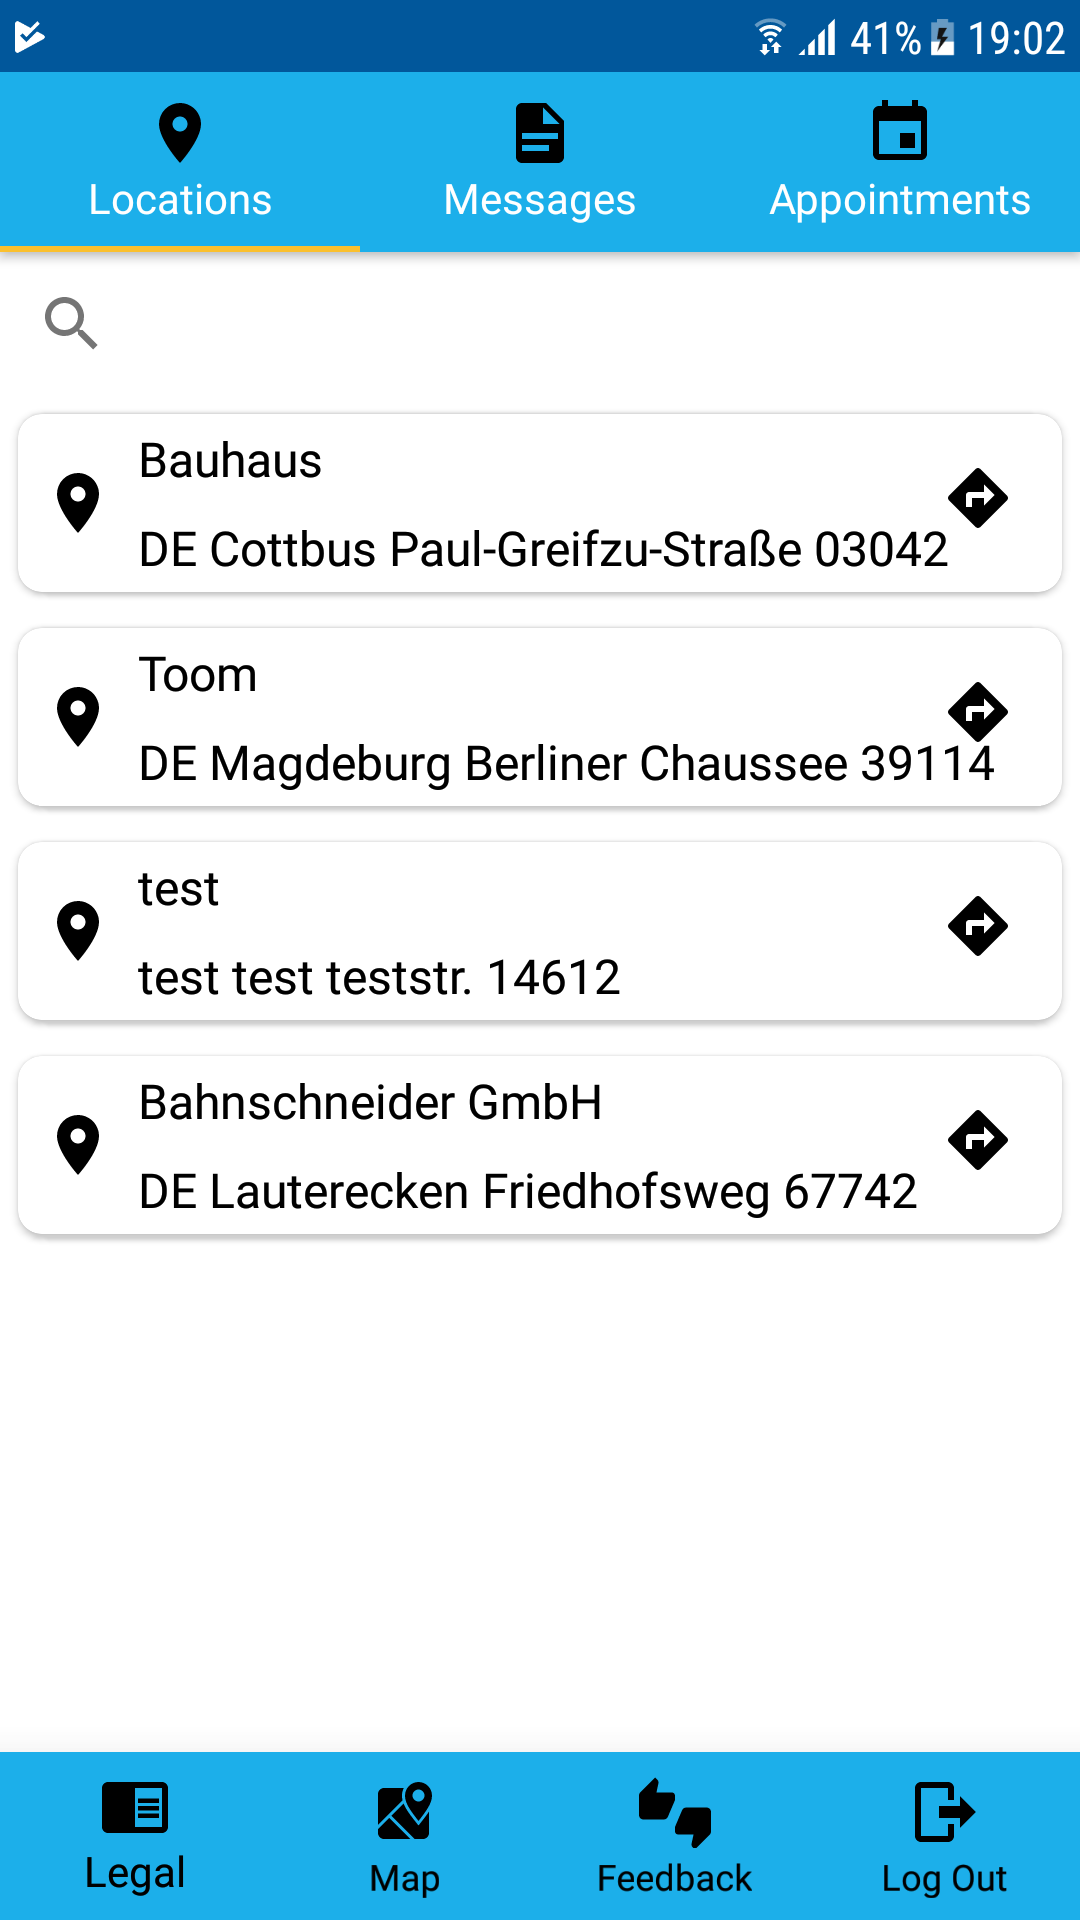 41% 19:02
Locations Messages Appointments
Bauhaus
DE Cottbus Paul-Greifzu-Straße 03042
Toom
DE Magdeburg Berliner Chaussee 39114
test
test test teststr. 14612
Bahnschneider GmbH
DE Lauterecken Friedhofsweg 67742
Legal Map Feedback Log Out